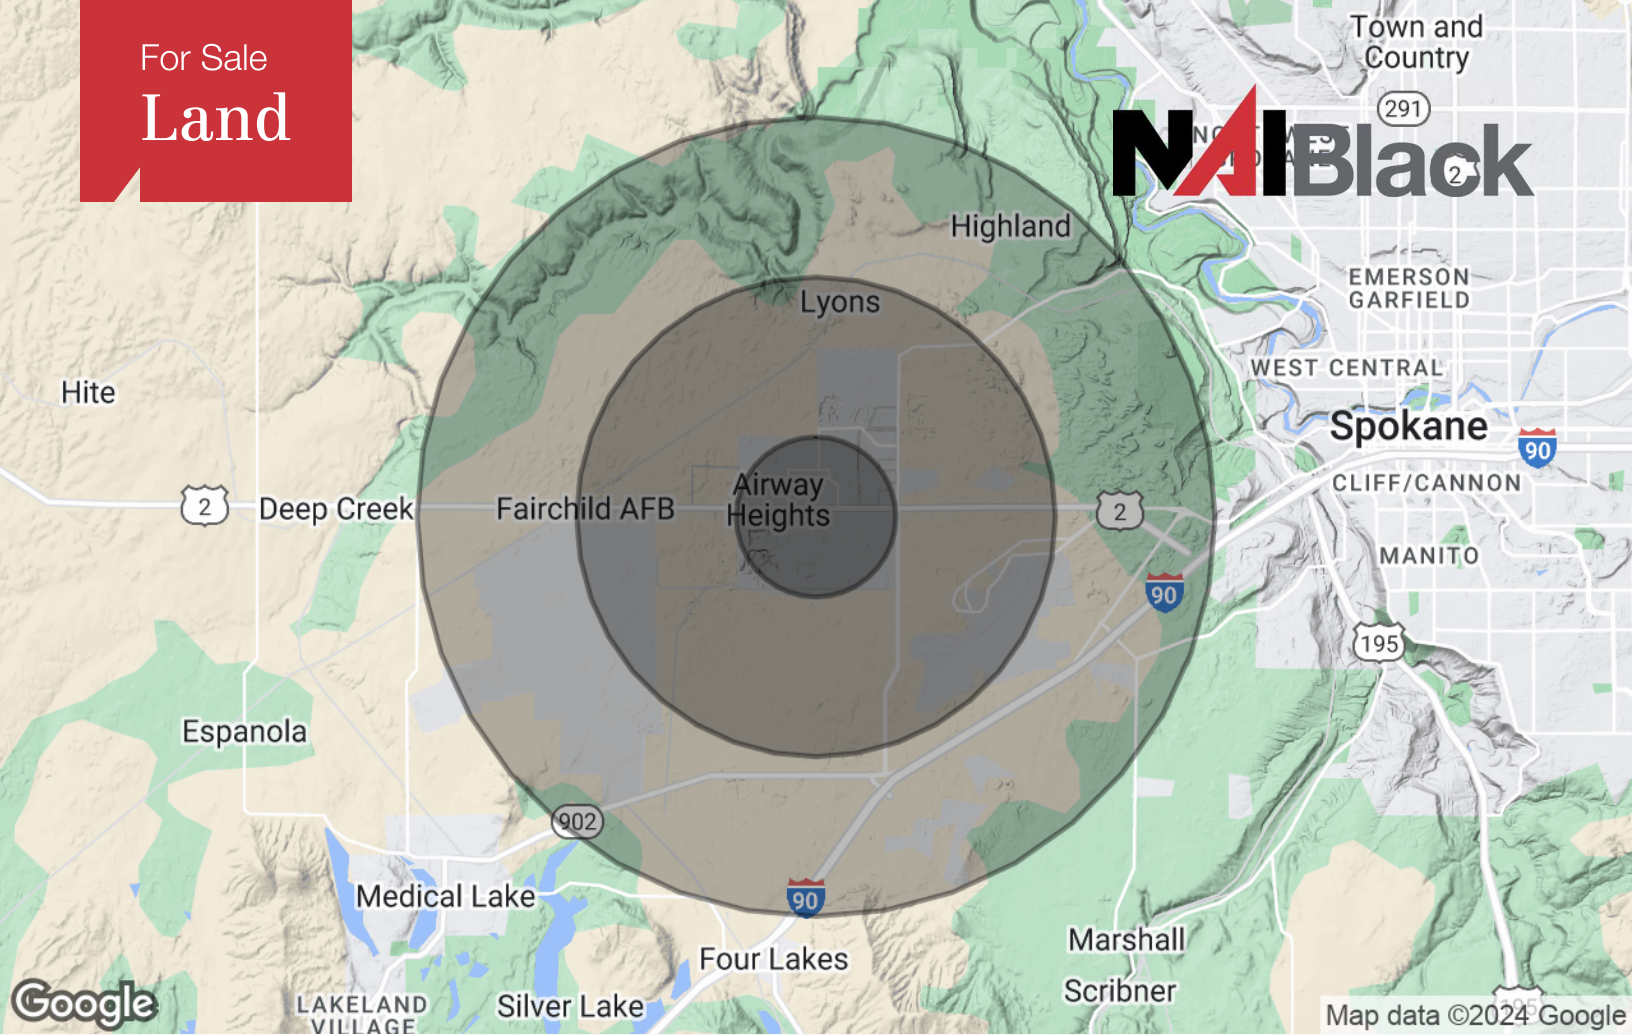 For Sale
Land
Town and
Country
291
NAIBlack
2
Highland
EMERSON
GARFIELD
Lyons
WEST CENTRAL
Hite
Spokane
90
CLIFF/CANNON
Airway
Heights
2
Deep Creek
Fairchild AFB
2
MANITO
90
195
Espanola
902
Medical Lake
90
Marshall
Four Lakes
Scribner
LAKELAND
VILLAGE
Silver Lake
195
Google
Map data ©2024 Google